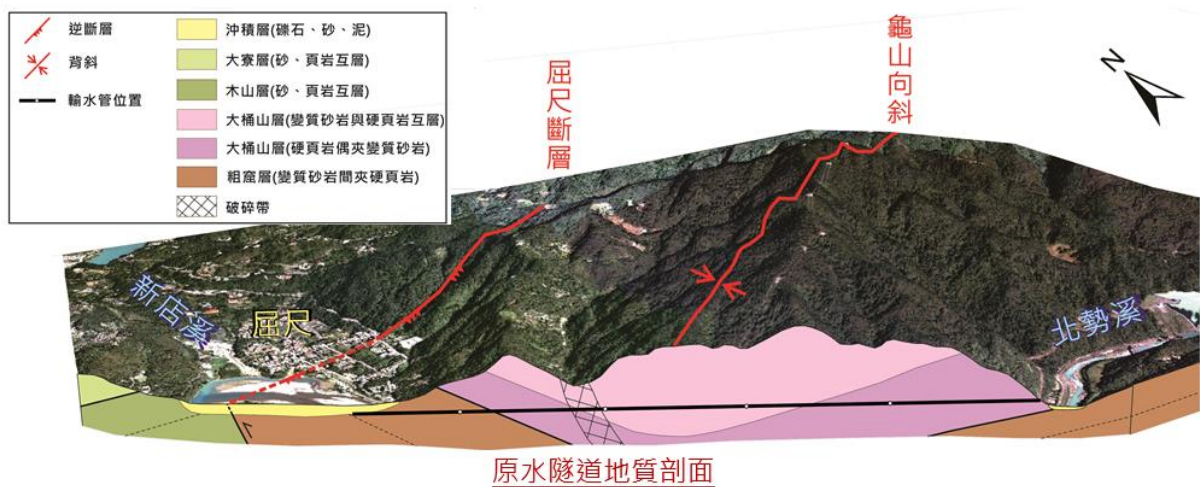 逆斷層
背斜
輸水管位置
沖積層(礫石、砂、泥)
大寮層(砂、頁岩互層)
木山層(砂、頁岩互層)
大桶山層(變質砂岩與硬頁岩互層)
大桶山層(硬頁岩偶夾變質砂岩)
粗窟層(變質砂岩間夾硬頁岩)
破碎帶
屈尺斷層
龜山向斜
N
新店溪
屈尺
北勢溪
原水隧道地質剖面